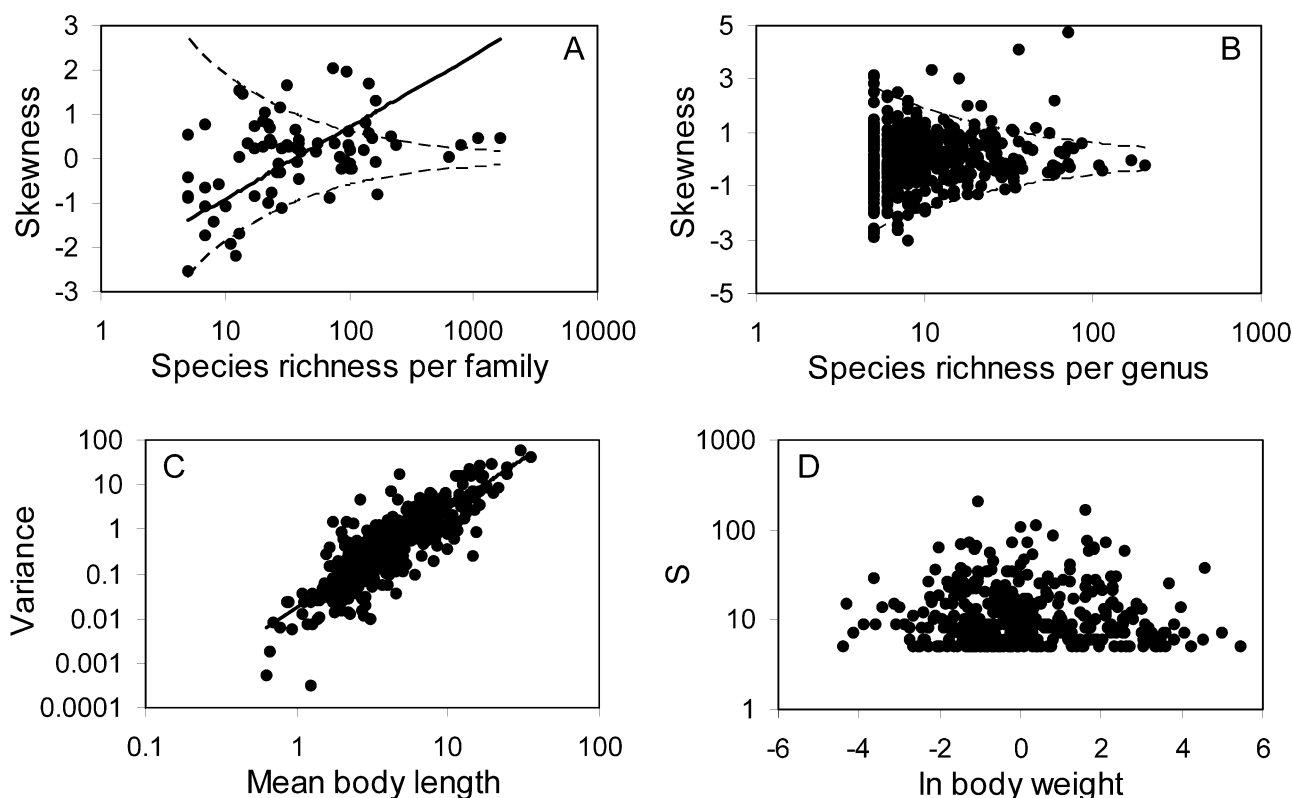 3
2
1
0
-1
-2
-3
Skewness
A
1 10 100 1000 10000
Species richness per family
5
3
1
-1
-3
-5
Skewness
B
1 10 100 1000
Species richness per genus
100
10
1
0.1
0.01
0.001
0.0001
Variance
C
0.1 1 10 100
Mean body length
1000
100
10
1
S
D
-6 -4 -2 0 2 4 6
ln body weight